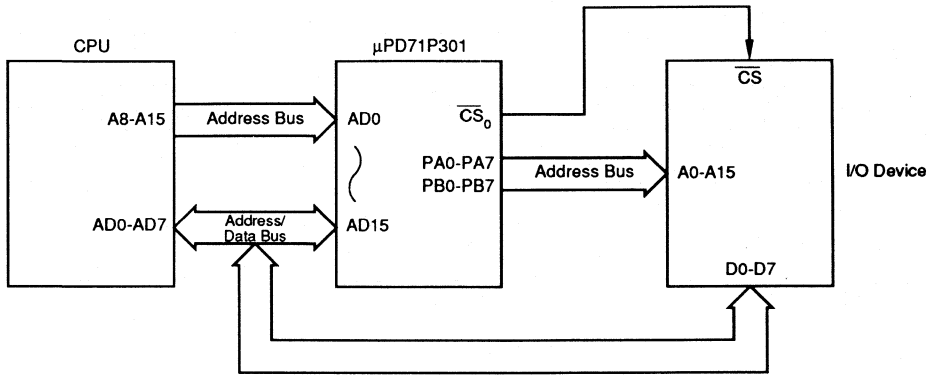 CPU
μPD71P301
CS
A8-A15
Address Bus
AD0
CS0
PA0-PA7
PB0-PB7
Address Bus
A0-A15
I/O Device
AD0-AD7
Address/
Data Bus
AD15
D0-D7